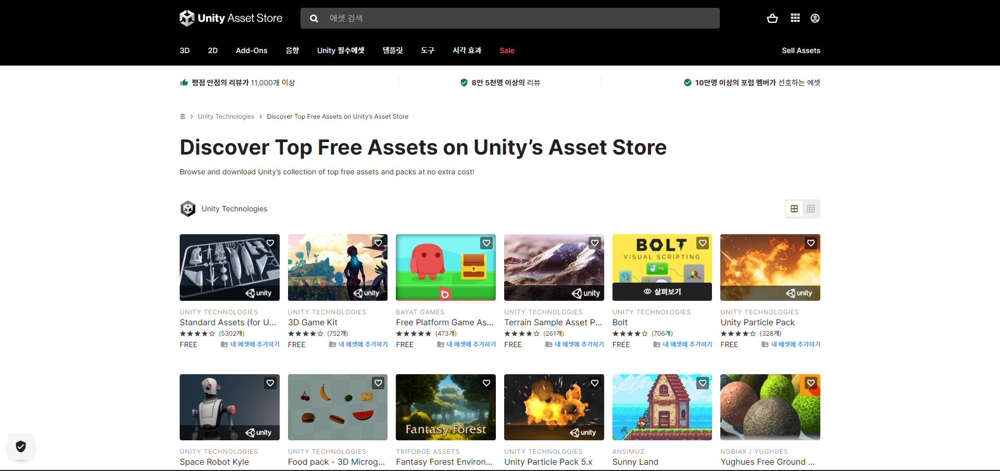 Unity Asset Store
에셋 검색
3D 2D Add-Ons 음향 Unity 필수에셋 템플릿 도구 시각 효과 Sale Sell Assets
평점 만점의 리뷰가 11,000개 이상 8만 5천명 이상의 리뷰 10만명 이상의 포럼 멤버가 선호하는 에셋
홈 > Unity Technologies > Discover Top Free Assets on Unity’s Asset Store
Discover Top Free Assets on Unity’s Asset Store
Browse and download Unity’s collection of top free assets and packs at no extra cost!
Unity Technologies
BOLT
VISUAL SCRIPTING
unity unity b unity 살펴보기 unity
UNITY TECHNOLOGIES UNITY TECHNOLOGIES BAYAT GAMES UNITY TECHNOLOGIES UNITY TECHNOLOGIES UNITY TECHNOLOGIES
Standard Assets (for U... 3D Game Kit Free Platform Game As... Terrain Sample Asset P... Bolt Unity Particle Pack
(5302개) (752개) (473개) (261개) (706개) (328개)
FREE 내 에셋에 추가하기 FREE 내 에셋에 추가하기 FREE 내 에셋에 추가하기 FREE 내 에셋에 추가하기 FREE 내 에셋에 추가하기 FREE 내 에셋에 추가하기
unity Fantasy Forest unity
UNITY TECHNOLOGIES UNITY TECHNOLOGIES TRIFORGE ASSETS UNITY TECHNOLOGIES ANSIMUZ NOBIAX / YUGHUES
Space Robot Kyle Food pack - 3D Microg... Fantasy Forest Environ... Unity Particle Pack 5.x Sunny Land Yughues Free Ground ...